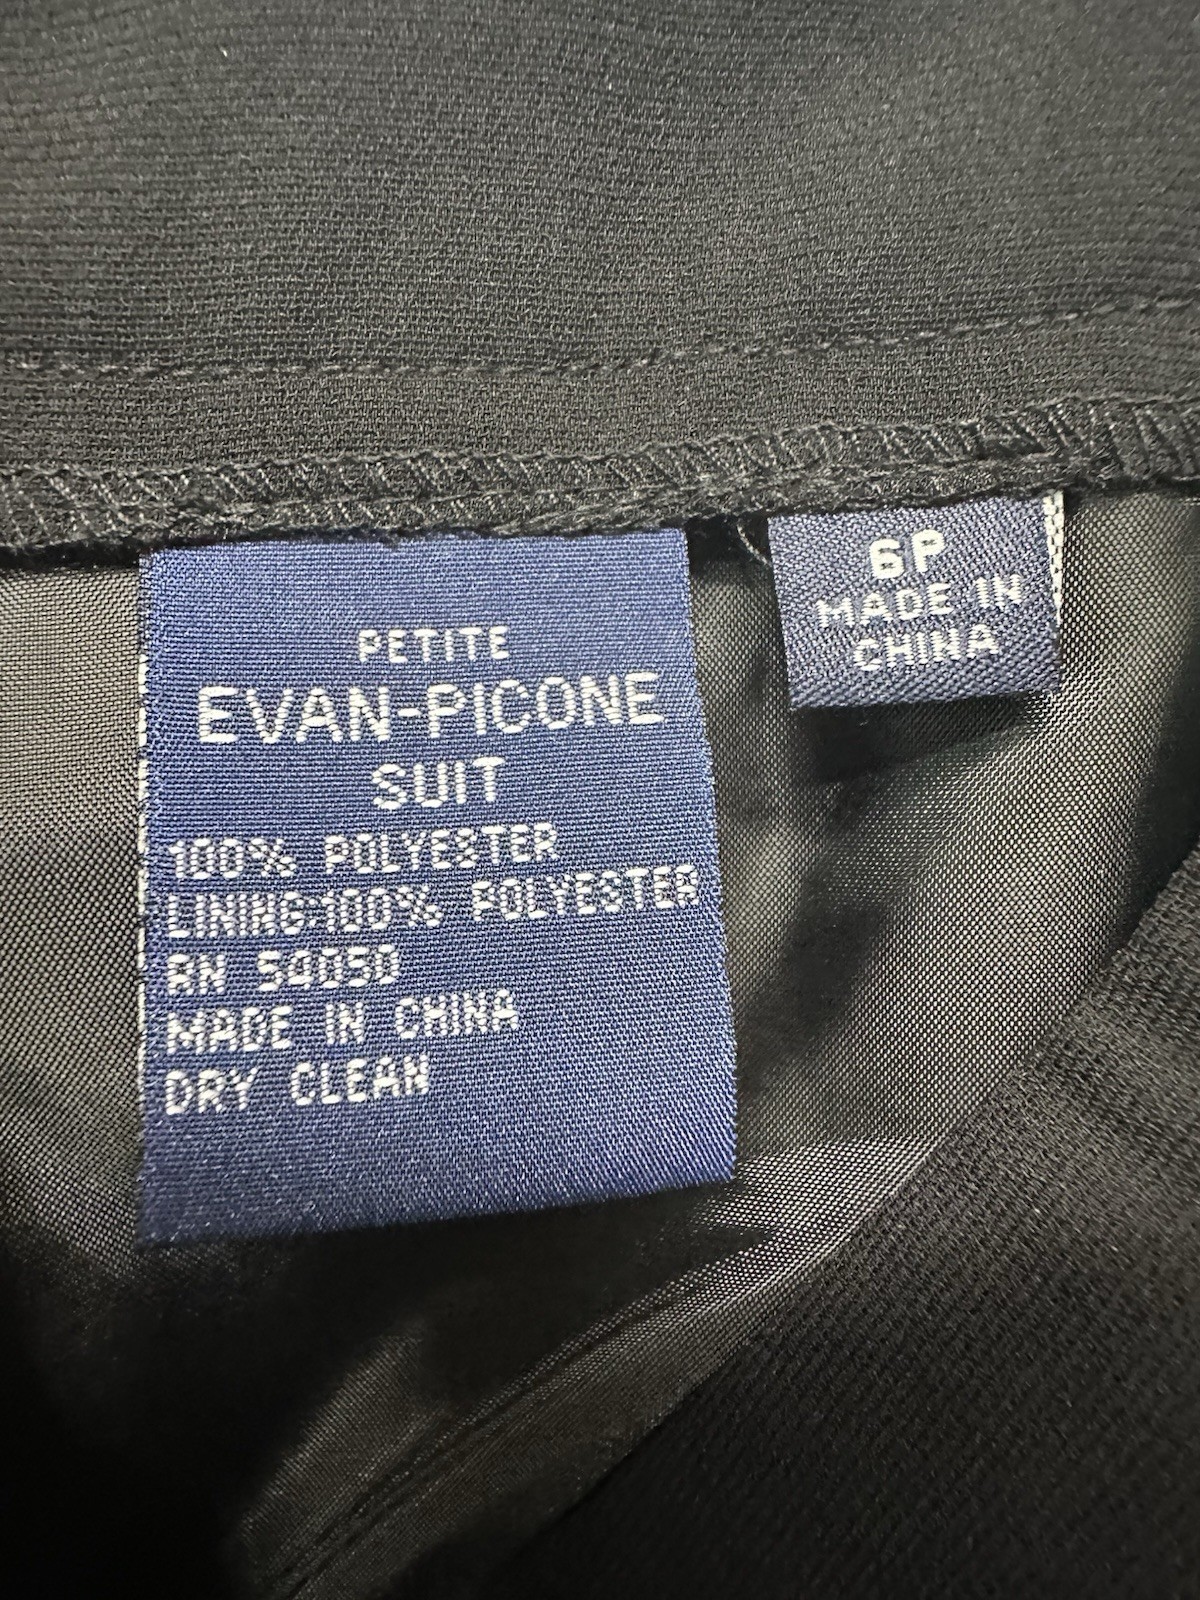 PETITE
EVAN-PICONE
SUIT
100% POLYESTER
LINING:100% POLYESTER
RN 54050
MADE IN CHINA
DRY CLEAN
6P
MADE IN
CHINA